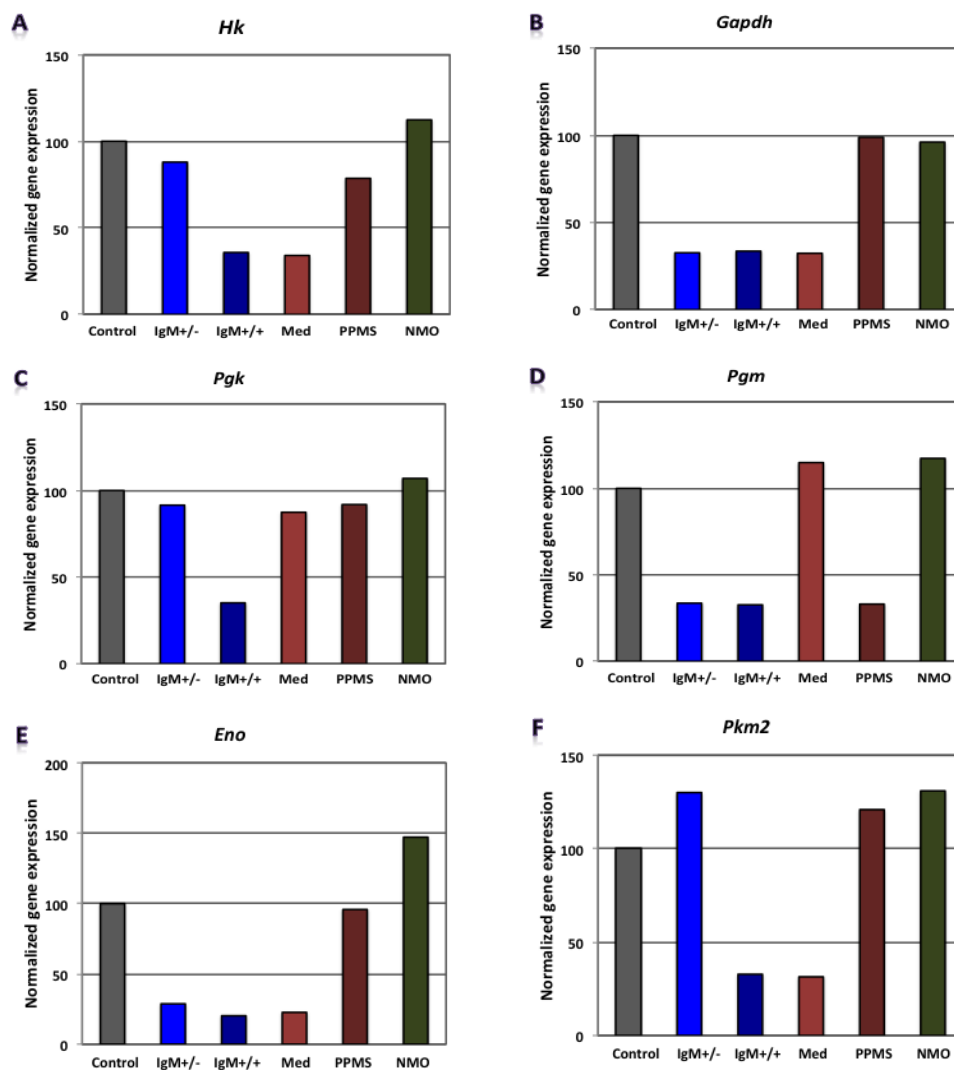 A
Hk
Normalized gene expression
150
100
50
0
Control IgM+/- IgM+/+ Med PPMS NMO
B
Gapdh
Normalized gene expression
150
100
50
0
Control IgM+/- IgM+/+ Med PPMS NMO
C
Pgk
Normalized gene expression
150
100
50
0
Control IgM+/- IgM+/+ Med PPMS NMO
D
Pgm
Normalized gene expression
150
100
50
0
Control IgM+/- IgM+/+ Med PPMS NMO
E
Eno
Normalized gene expression
200
150
100
50
0
Control IgM+/- IgM+/+ Med PPMS NMO
F
Pkm2
Normalized gene expression
150
100
50
0
Control IgM+/- IgM+/+ Med PPMS NMO